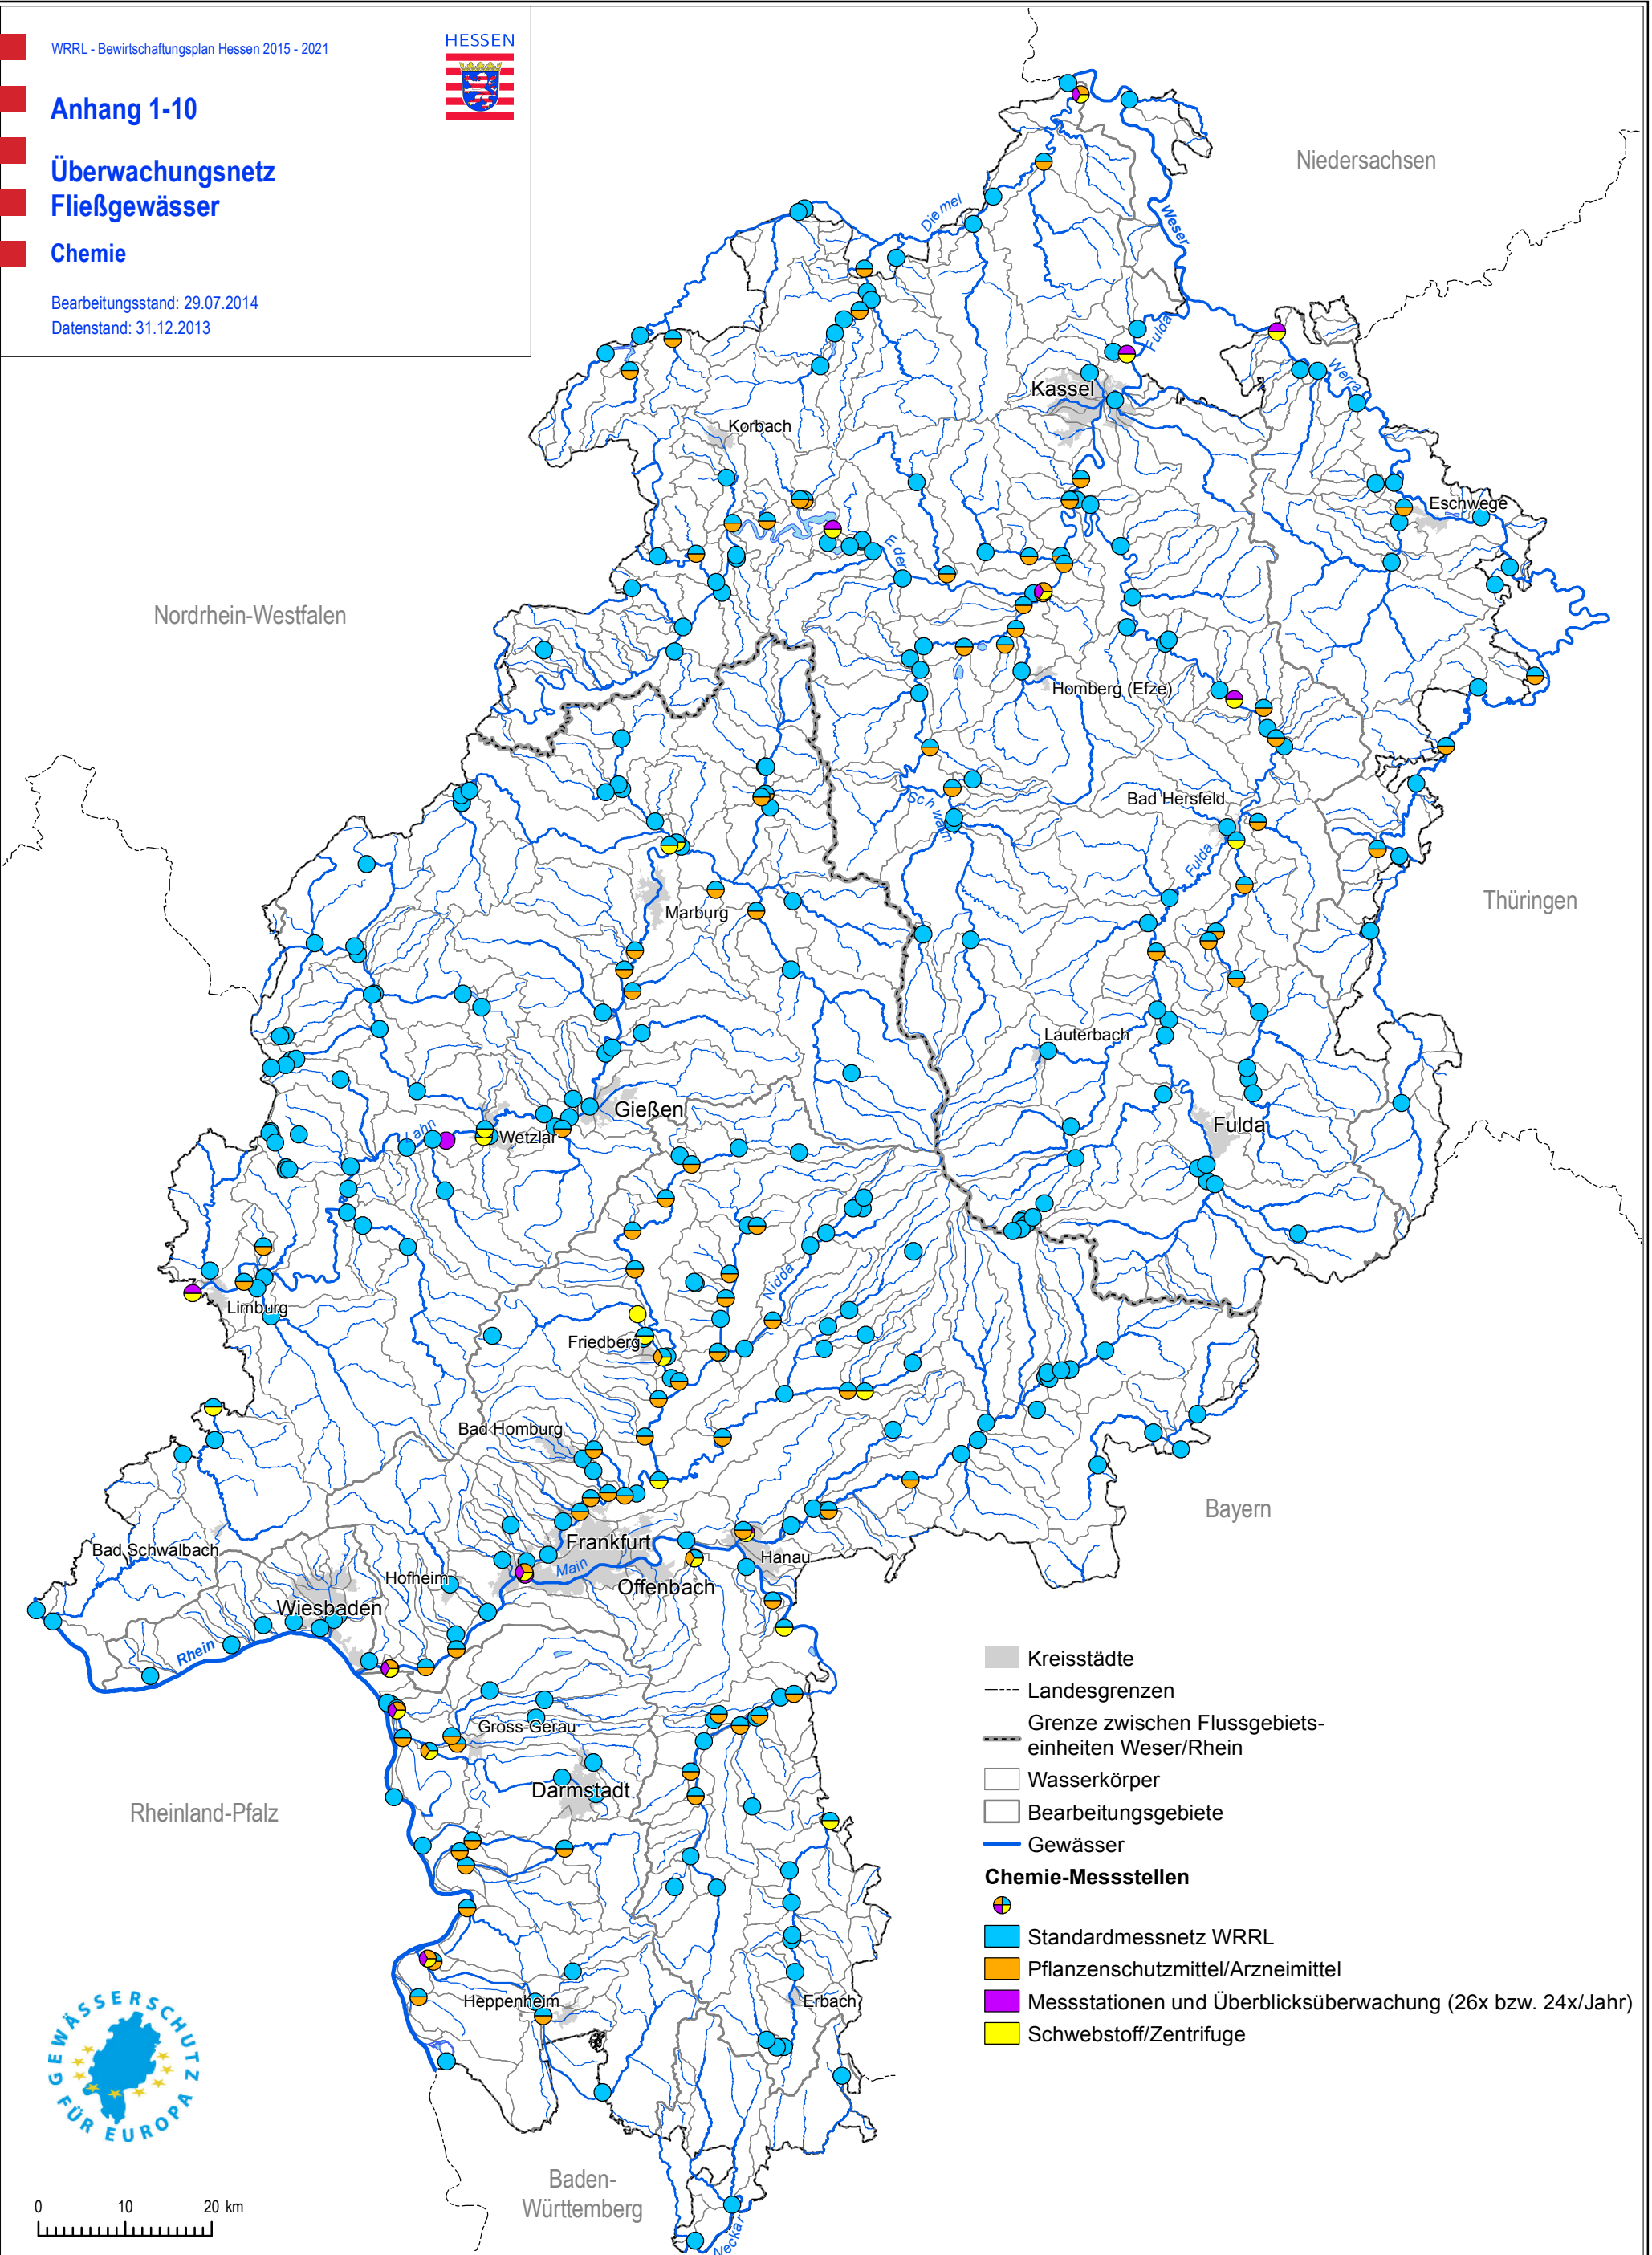 WRRL - Bewirtschaftungsplan Hessen 2015 - 2021
HESSEN
Anhang 1-10
Überwachungsnetz
Fließgewässer
Chemie
Bearbeitungsstand: 29.07.2014
Datenstand: 31.12.2013
Niedersachsen
Diemel
Weser
Fulda
Kassel
Werra
Korbach
Eschwege
Eder
Nordrhein-Westfalen
Homberg (Efze)
Schwalm
Bad Hersfeld
Fulda
Thüringen
Marburg
Lauterbach
Gießen
Fulda
Lahn
Wetzlar
Nidda
Limburg
Friedberg
Bad Homburg
Bayern
Frankfurt
Bad Schwalbach
Main
Hanau
Hofheim
Offenbach
Wiesbaden
Rhein
Gross-Gerau
Darmstadt
Rheinland-Pfalz
Heppenheim
Erbach
Baden-
Württemberg
Neckar
Kreisstädte
Landesgrenzen
Grenze zwischen Flussgebiets-
einheiten Weser/Rhein
Wasserkörper
Bearbeitungsgebiete
Gewässer
Chemie-Messstellen
Standardmessnetz WRRL
Pflanzenschutzmittel/Arzneimittel
Messstationen und Überblicksüberwachung (26x bzw. 24x/Jahr)
Schwebstoff/Zentrifuge
GEWÄSSERSCHUTZ
FÜR EUROPA
0 10 20 km